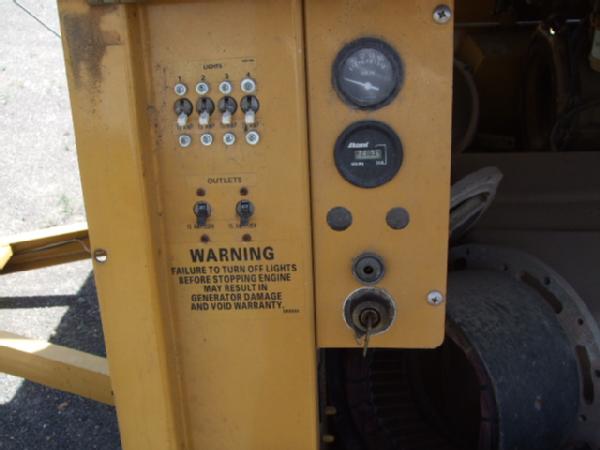 LIGHTS
1 2 3 4
OUTLETS
WARNING
FAILURE TO TURN OFF LIGHTS
BEFORE STOPPING ENGINE
MAY RESULT IN
GENERATOR DAMAGE
AND VOID WARRANTY.